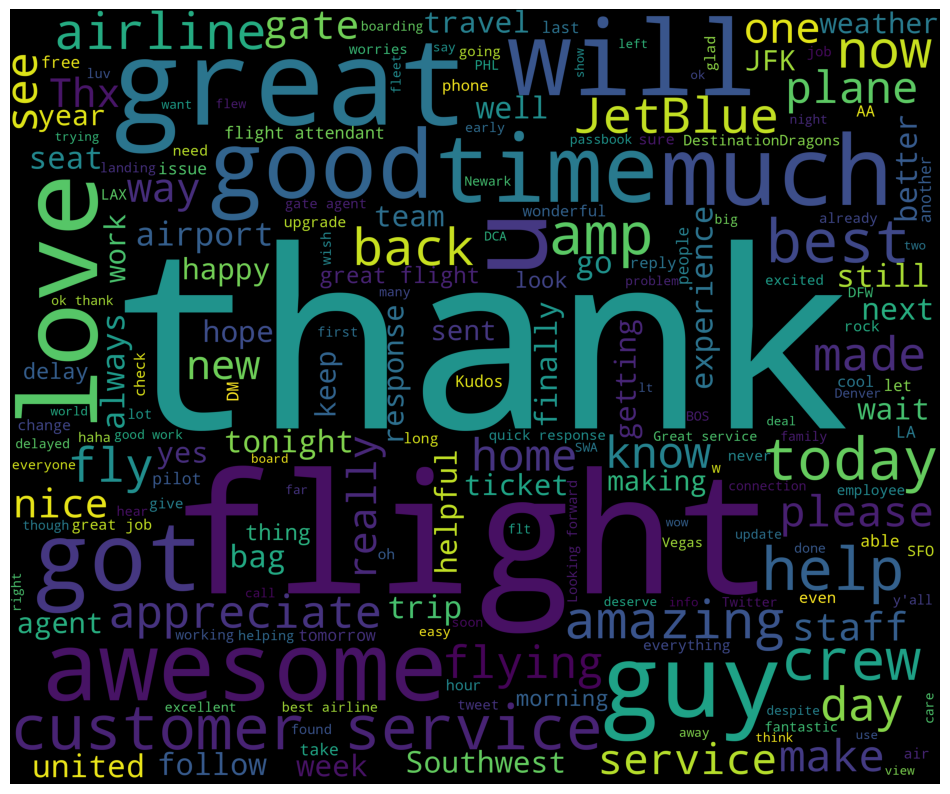 airline
gate
boarding
travel
last
one
weather
see
free
Thx
luv
great
worries
say
going
PHL
fleet
phone
will
left
show
ok
glad
JFK
job
now
year
want
flew
well
JetBlue
plane
AA
trying
flight attendant
early
passbook
sure
night
DestinationDragons
seat
landing
need
issue
good
time
much
better
another
LAX
way
gate agent
Newark
love
work
airport
upgrade
team
wonderful
u
DCA
amp
big
already
best
two
happy
wish
back
look
go
reply
people
experience
excited
still
ok thank
great flight
problem
DFW
thank
many
rock
next
always
hope
first
response
sent
finally
getting
made
delay
check
new
DM
keep
Kudos
lt
cool
Denver
let
world
lot
BOS
deal
LA
wait
change
haha
good work
tonight
long
quick response
SWA
Great service
family
delayed
yes
really
home
know
never
today
everyone
fly
pilot
board
helpful
ticket
making
w
connection
employee
nice
though
give
far
flight
flt
Looking forward
wow
please
great job
hear
thing
oh
Vegas
update
done
able
SFO
got
bag
help
right
call
trip
deserve
info
Twitter
even
y'all
agent
appreciate
soon
amazing
staff
working
helping
tomorrow
easy
everything
awesome
flying
guy
crew
hour
morning
day
excellent
best airline
tweet
despite
fantastic
use
care
customer service
found
away
think
united
follow
take
week
Southwest
service
make
air
view